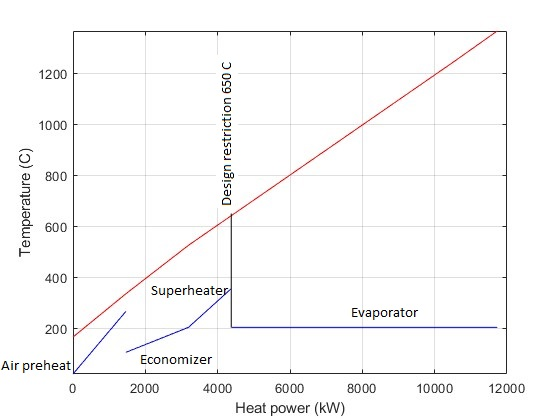 1200
1000
800
600
400
200
Temperature (C)
Design restriction 650 C
Superheater
Evaporator
Air preheat
Economizer
0
2000
4000
6000
8000
10000
12000
Heat power (kW)